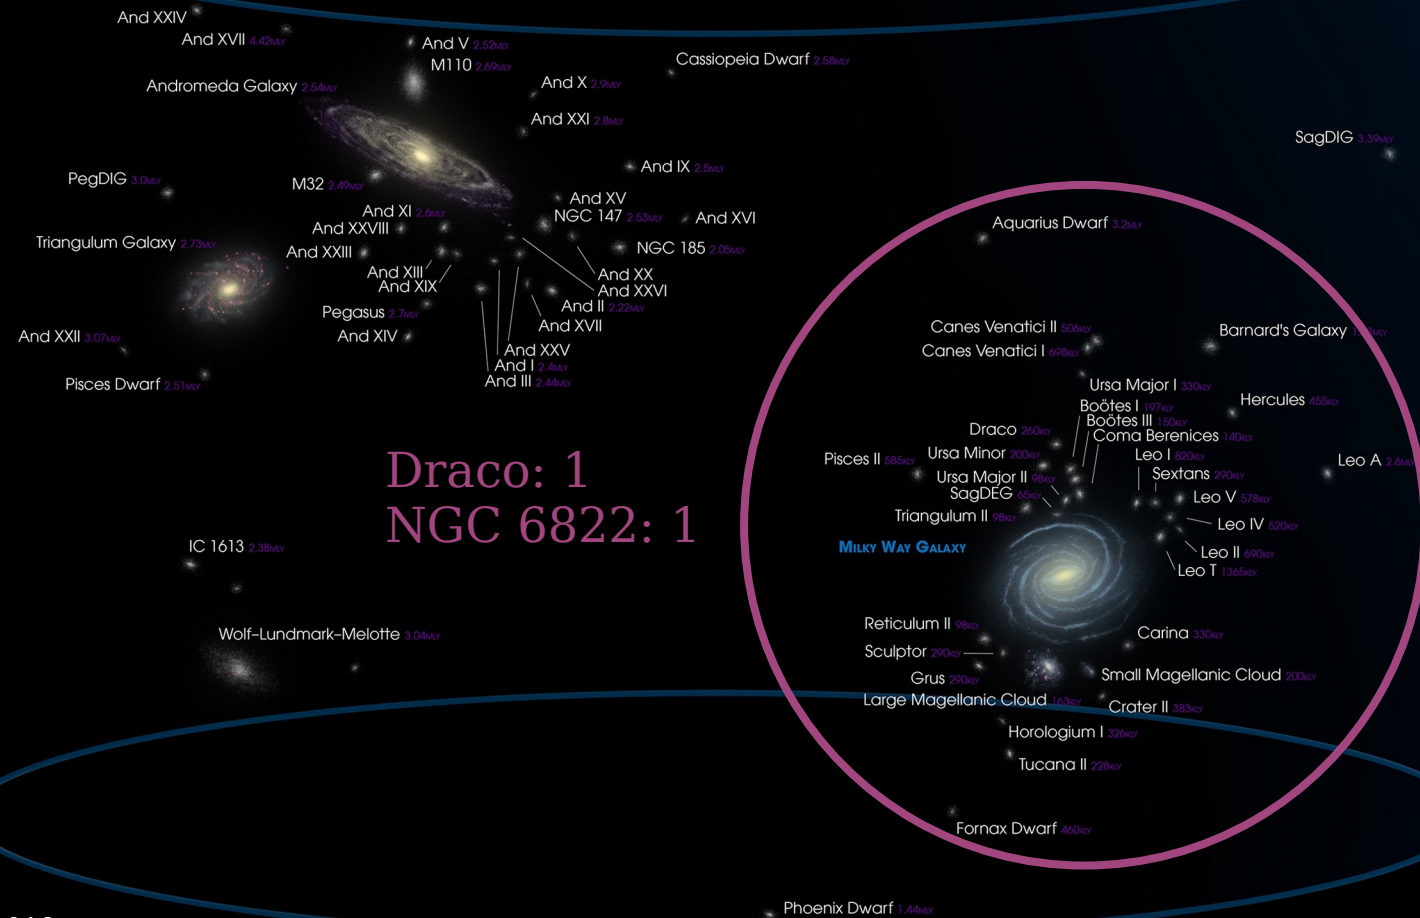 And XXIV
And XVII 4.42MLY
And V 2.52MLY
M110 2.69MLY
Cassiopeia Dwarf 2.58MLY
Andromeda Galaxy 2.54MLY
And X 2.9MLY
And XXI 2.8MLY
SagDIG 3.39MLY
And IX 2.5MLY
PegDIG 3.0MLY
M32 2.49MLY
And XV
And XI 2.6MLY
NGC 147 2.53MLY
And XVI
Aquarius Dwarf 3.2MLY
And XXVIII
Triangulum Galaxy 2.73MLY
And XXIII
NGC 185 2.05MLY
And XIII
And XX
And XIX
And XXVI
And II 2.22MLY
Pegasus 2.7MLY
And XVII
Canes Venatici II 506KLY
Barnard's Galaxy
And XXII 3.07MLY
And XIV
And XXV
Canes Venatici I 698KLY
And I 2.4MLY
And III 2.44MLY
Pisces Dwarf 2.51MLY
Ursa Major I 330KLY
Hercules 455KLY
Boötes I 197KLY
Boötes III 150KLY
Draco 260KLY
Coma Berenices 140KLY
Ursa Minor 200KLY
Leo I 820KLY
Pisces II 585KLY
Leo A 2.6MLY
Draco: 1
Sextans 290KLY
Ursa Major II 98KLY
SagDEG 65KLY
Leo V 578KLY
Triangulum II 98KLY
Leo IV 520KLY
NGC 6822: 1
Milky Way Galaxy
IC 1613 2.38MLY
Leo II 690KLY
Leo T 1365KLY
Reticulum II 98KLY
Wolf-Lundmark-Melotte 3.04MLY
Carina 330KLY
Sculptor 290KLY
Grus 290KLY
Small Magellanic Cloud 200KLY
Large Magellanic Cloud 163KLY
Crater II 383KLY
Horologium I 326KLY
Tucana II 228KLY
Fornax Dwarf 460KLY
Phoenix Dwarf 1.44MLY